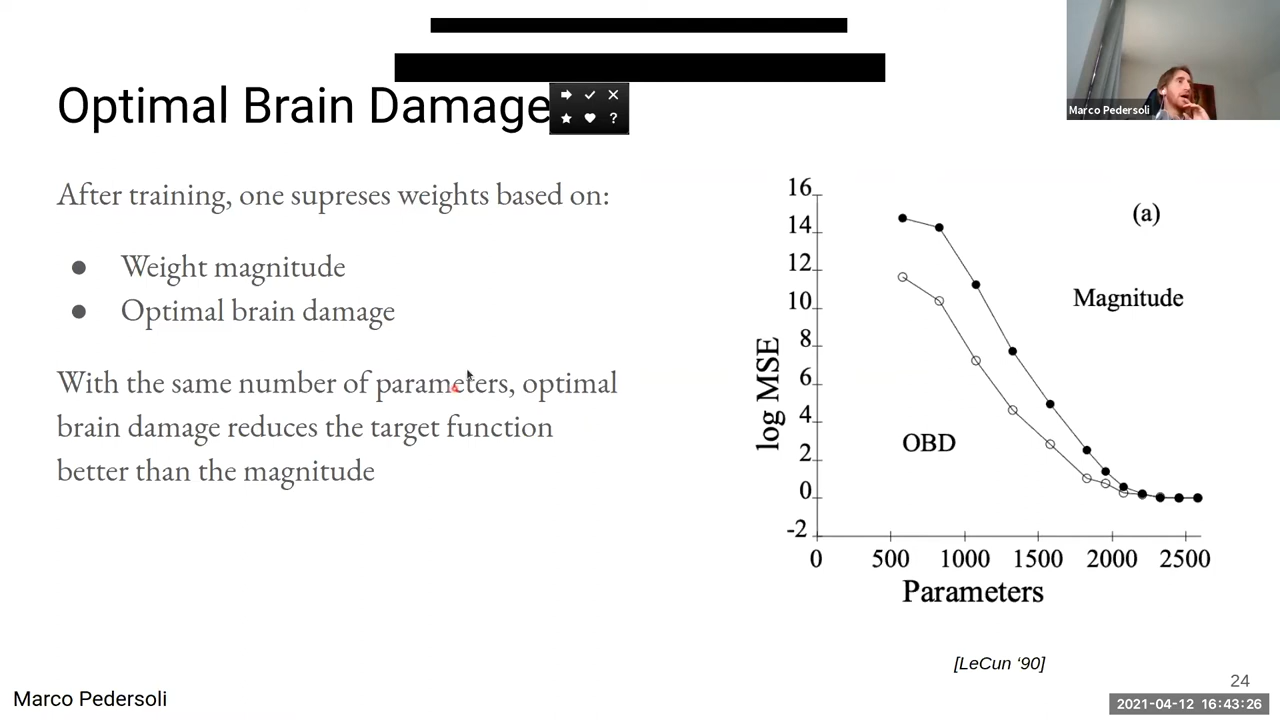 Optimal Brain Damage
Marco Pedersoli
After training, one supreses weights based on:
● Weight magnitude
● Optimal brain damage
With the same number of parameters, optimal
brain damage reduces the target function
better than the magnitude
16
14
12
10
8
6
4
2
0
-2
log MSE
(a)
Magnitude
OBD
0 500 1000 1500 2000 2500
Parameters
[LeCun ‘90]
24
Marco Pedersoli
2021-04-12 16:43:26